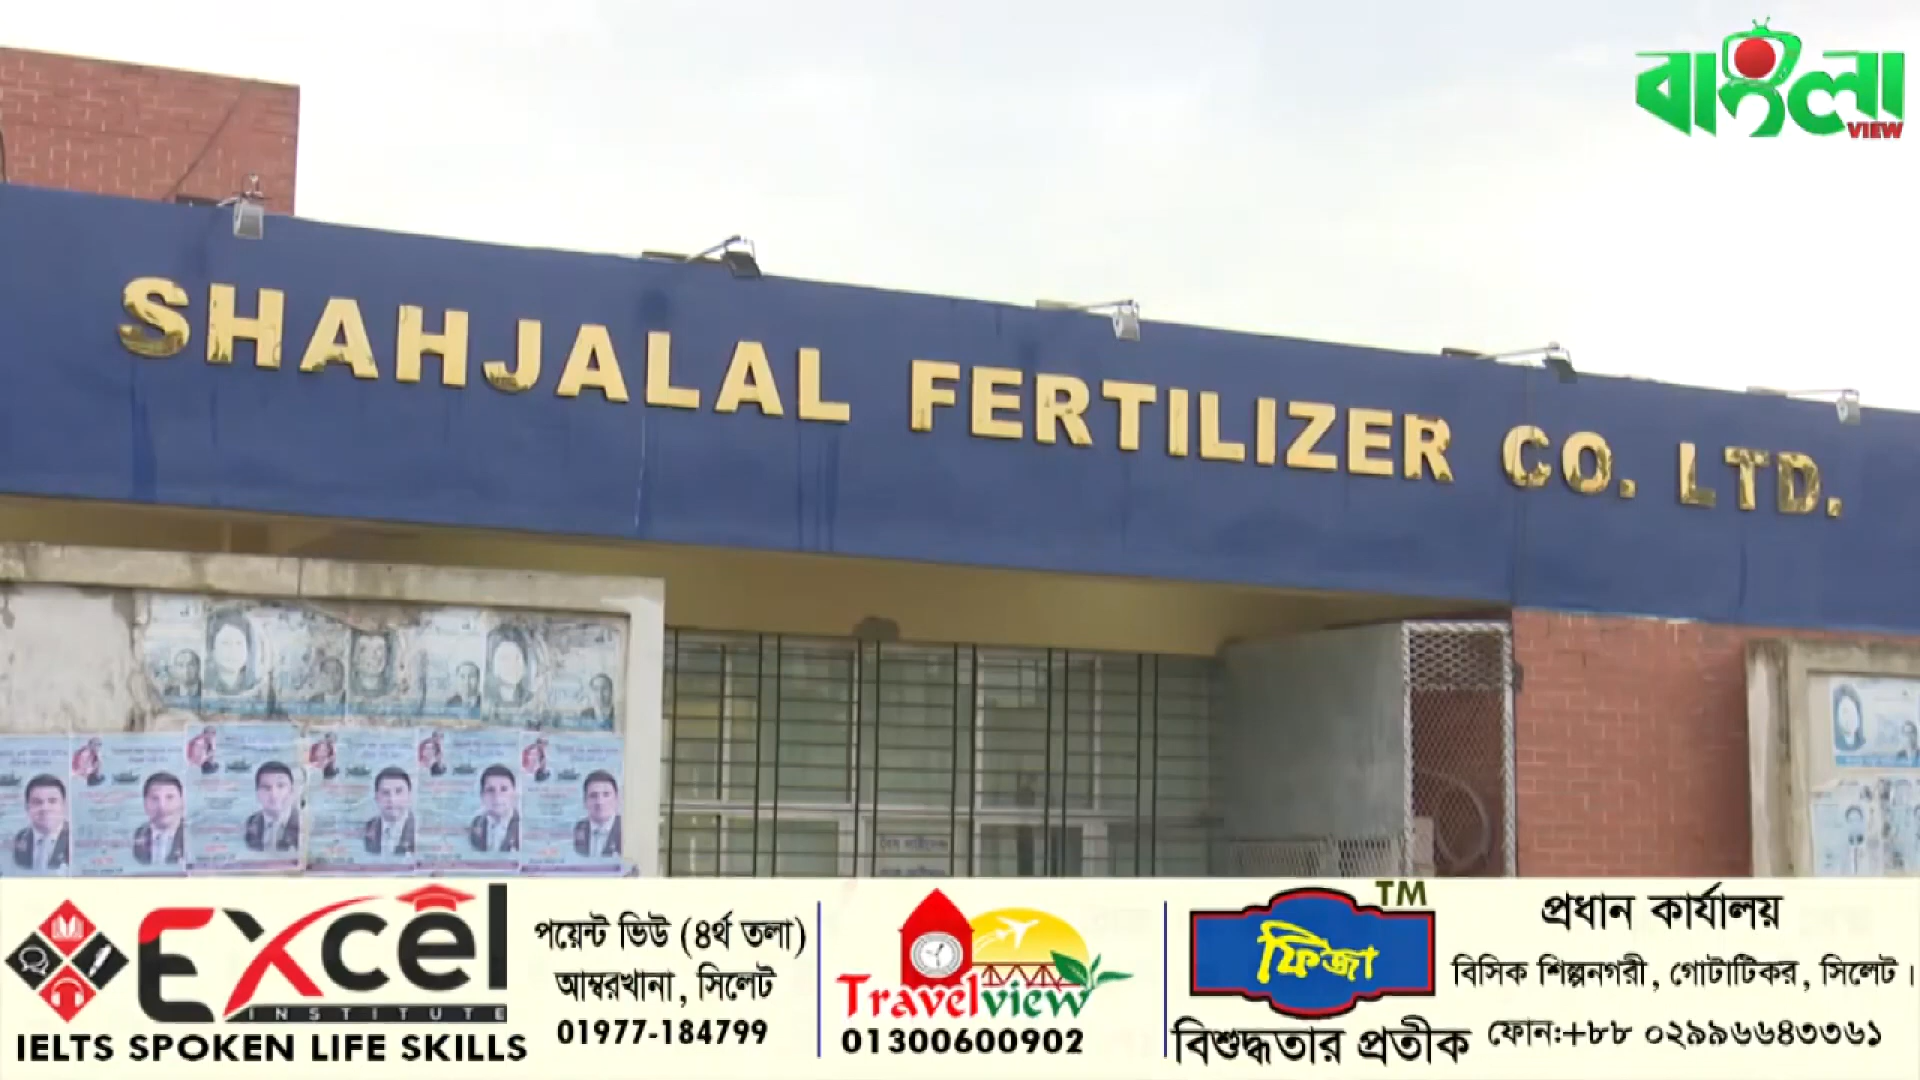 বাংলা
VIEW
SHAHJALAL FERTILIZER CO. LTD.
Excel
INSTITUTE
IELTS SPOKEN LIFE SKILLS
পয়েন্ট ভিউ (৪র্থ তলা)
আম্বরখানা, সিলেট
01977-184799
Travelview
01300600902
ফিজা
TM
বিশুদ্ধতার প্রতীক
প্রধান কার্যালয়
বিসিক শিল্পনগরী, গোটাটিকর, সিলেট।
ফোন:+৮৮ ০২৯৯৬৬৪৩৩৬১